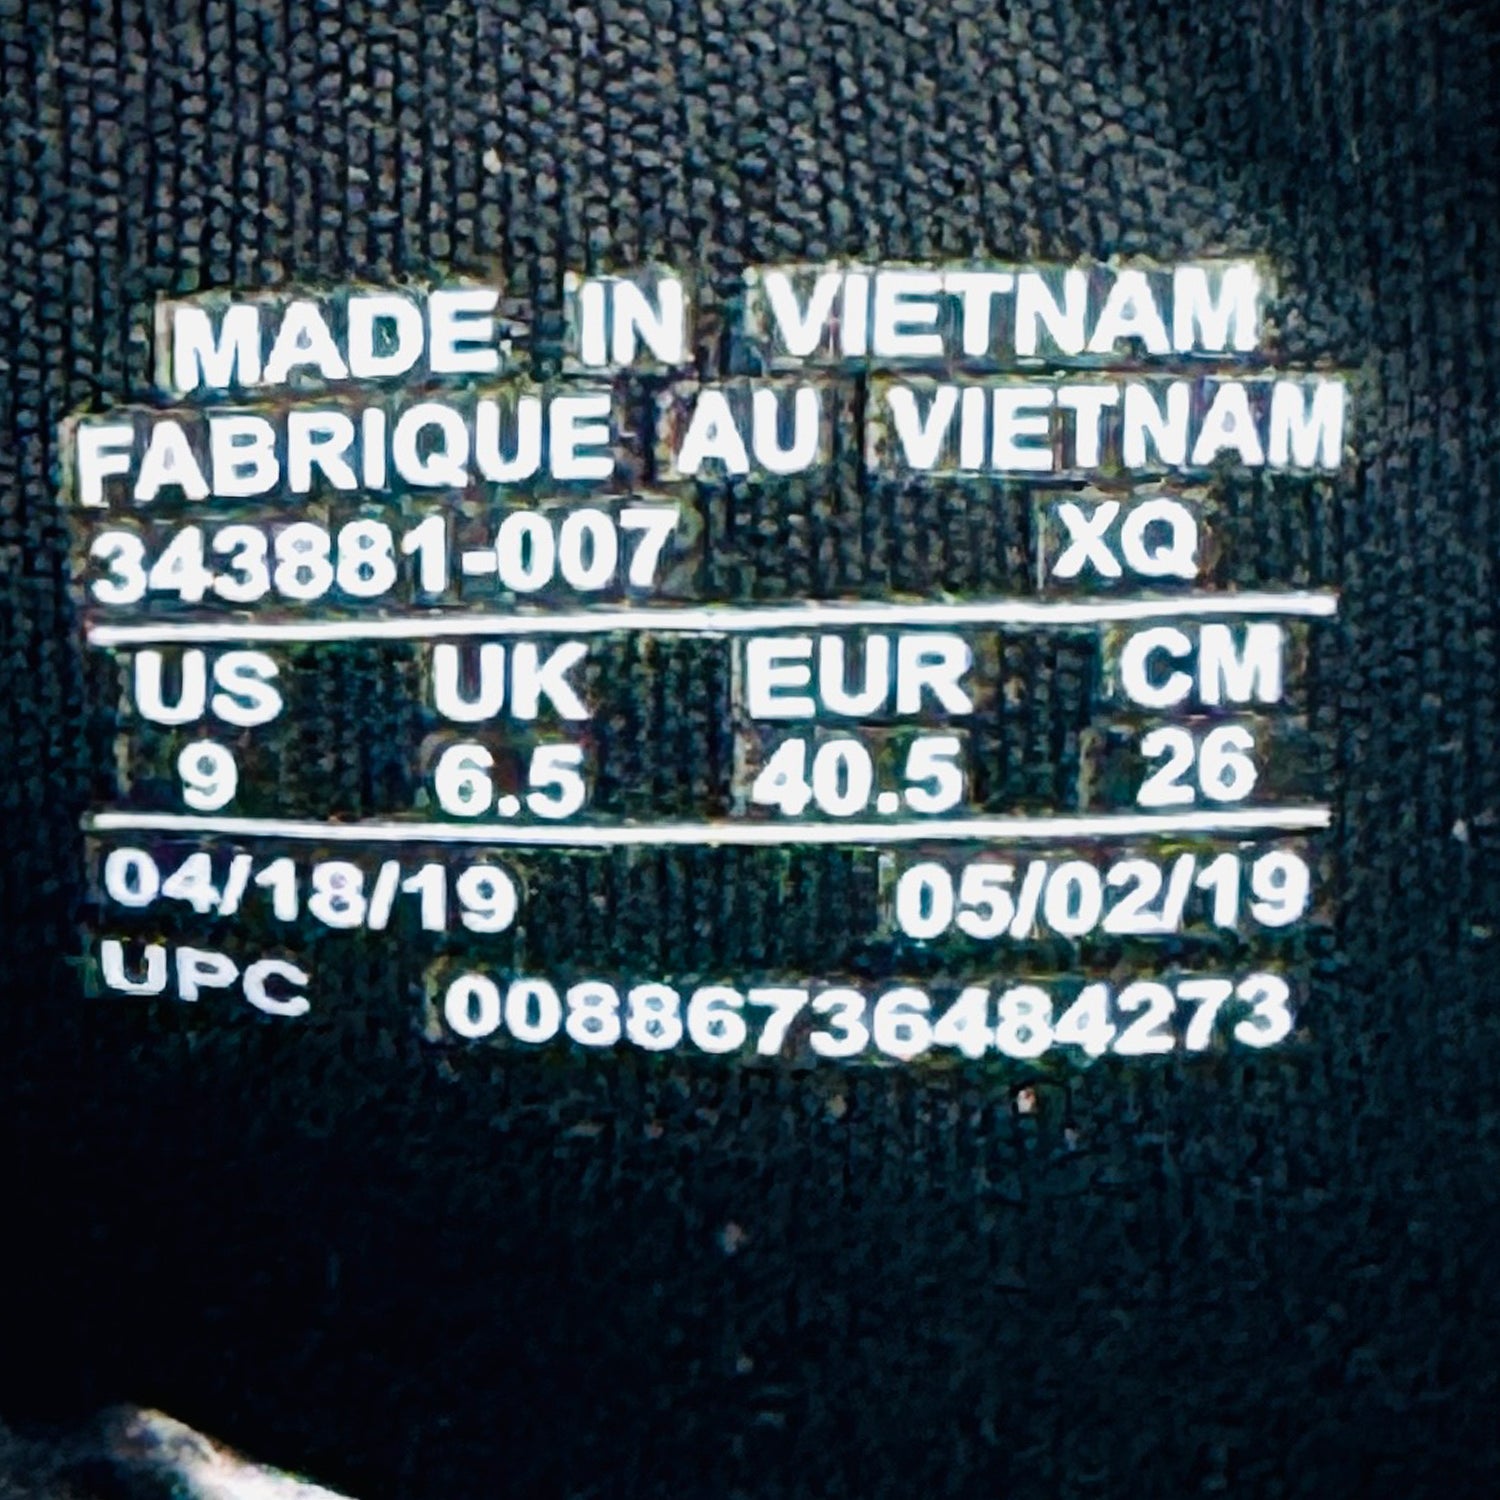 MADE IN VIETNAM
FABRIQUE AU VIETNAM
343881-007 XQ
US UK EUR CM
9 6.5 40.5 26
04/18/19 05/02/19
UPC 00886736484273